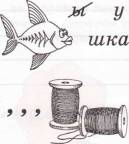 ы у
шка
, , ,